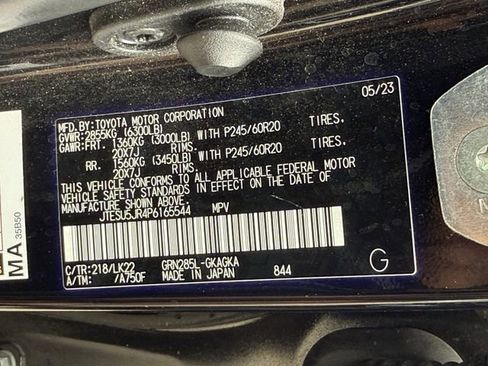 MFD. BY: TOYOTA MOTOR CORPORATION 05/23
GVWR: 2855KG (6300LB)
GAWR: FRT. 1360KG (3000LB) WITH P245/60R20 TIRES.
20X7J RIMS.
RR. 1560KG (3450LB) WITH P245/60R20 TIRES.
20X7J RIMS.
THIS VEHICLE CONFORMS TO ALL APPLICABLE FEDERAL MOTOR
VEHICLE SAFETY STANDARDS IN EFFECT ON THE DATE OF
MANUFACTURE SHOWN ABOVE.
JTESU5JR4P6165544 MPV
C/TR: 218/LK22 GRN285L-GKAGKA 844 G
A/TM: /A750F
MA
35B50